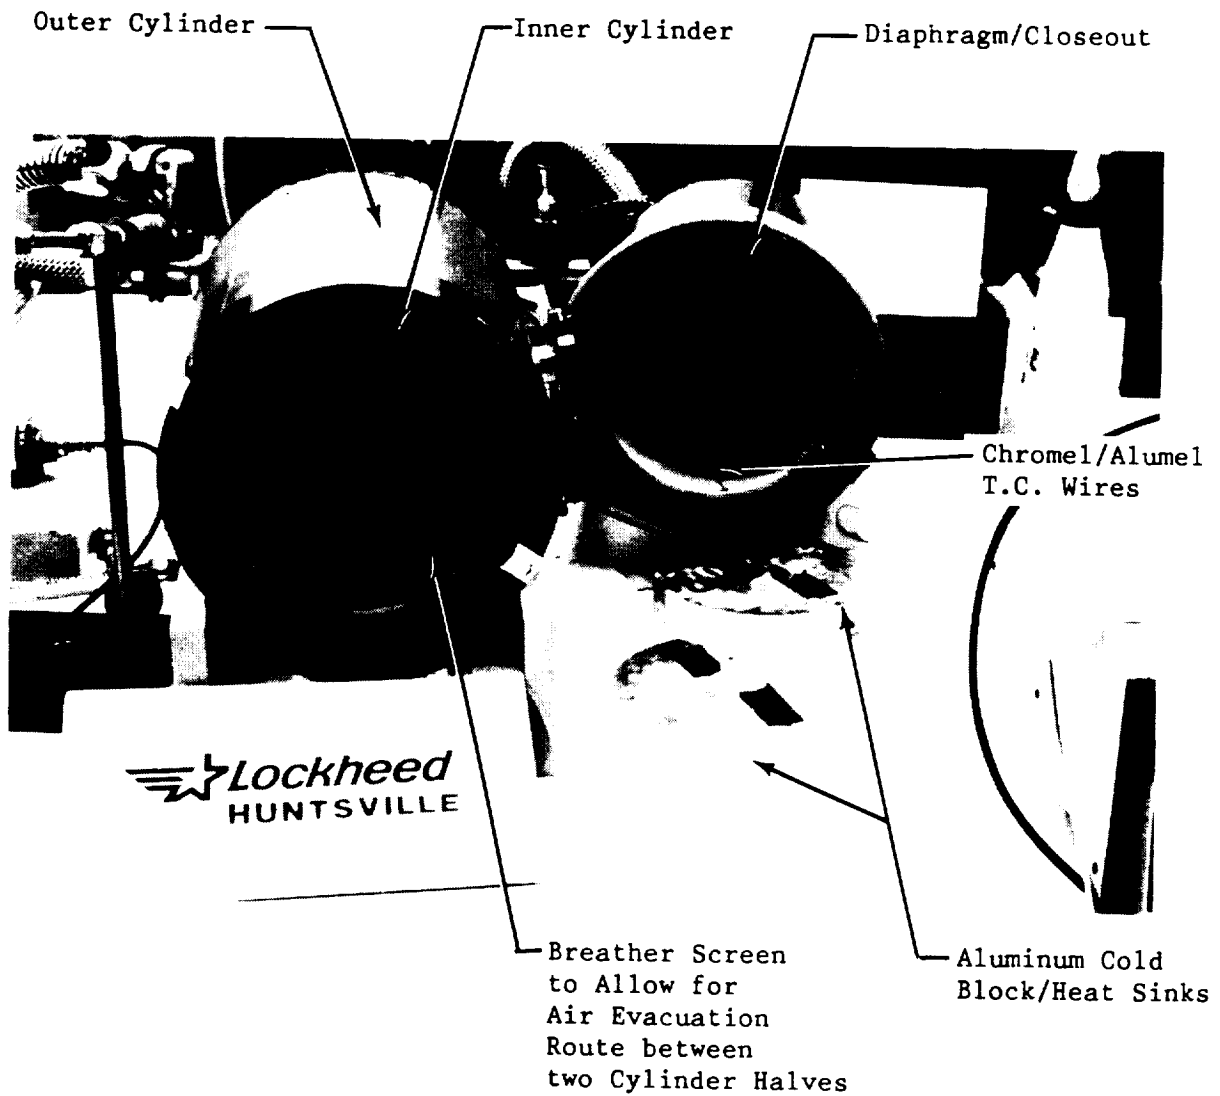 Outer Cylinder
Inner Cylinder
Diaphragm/Closeout
Chromel/Alumel
T.C. Wires
Lockheed
HUNTSVILLE
Breather Screen
to Allow for
Air Evacuation
Route between
two Cylinder Halves
Aluminum Cold
Block/Heat Sinks